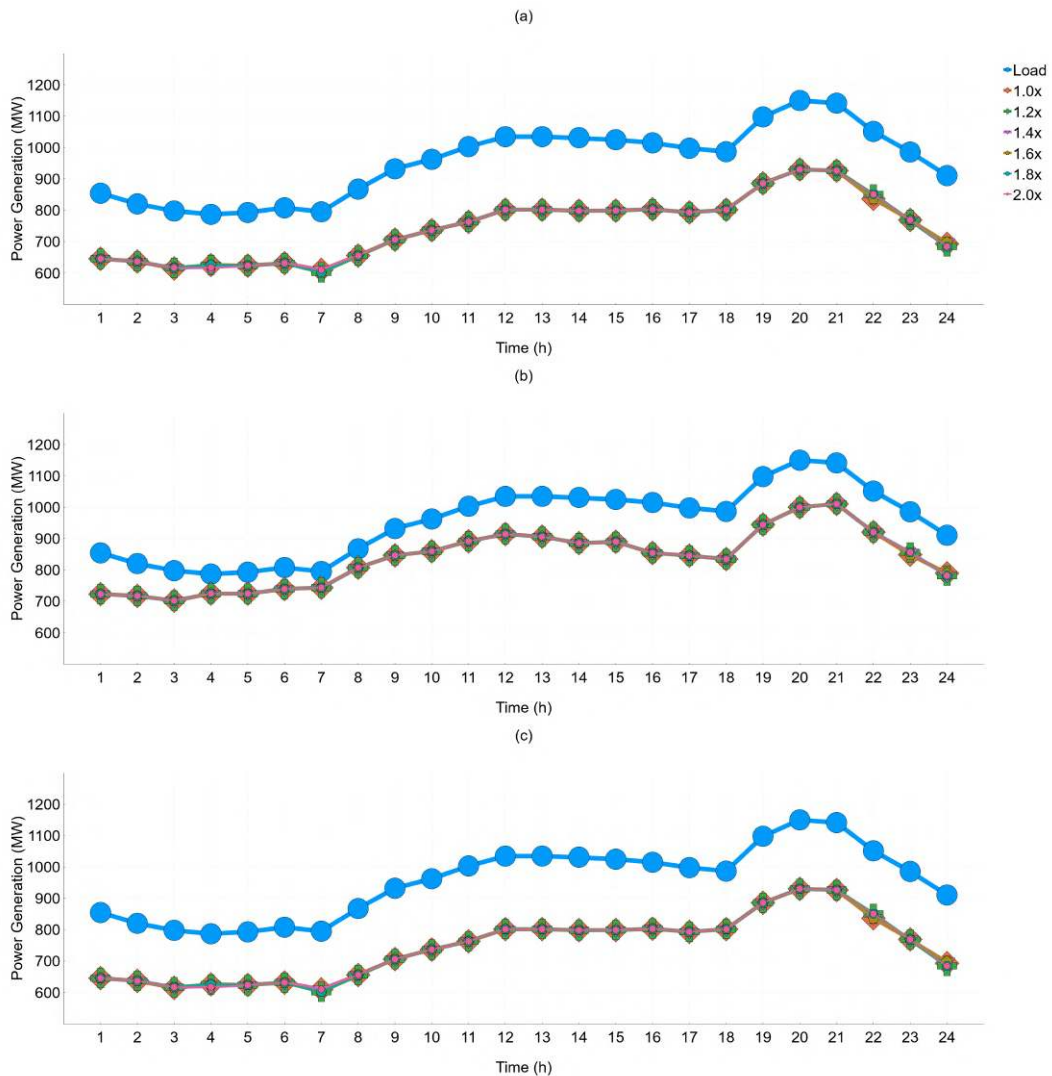 (a)
1200
1100
1000
900
800
700
600
Power Generation (MW)
1 2 3 4 5 6 7 8 9 10 11 12 13 14 15 16 17 18 19 20 21 22 23 24
Time (h)
Load
1.0x
1.2x
1.4x
1.6x
1.8x
2.0x
(b)
1200
1100
1000
900
800
700
600
Power Generation (MW)
1 2 3 4 5 6 7 8 9 10 11 12 13 14 15 16 17 18 19 20 21 22 23 24
Time (h)
(c)
1200
1100
1000
900
800
700
600
Power Generation (MW)
1 2 3 4 5 6 7 8 9 10 11 12 13 14 15 16 17 18 19 20 21 22 23 24
Time (h)